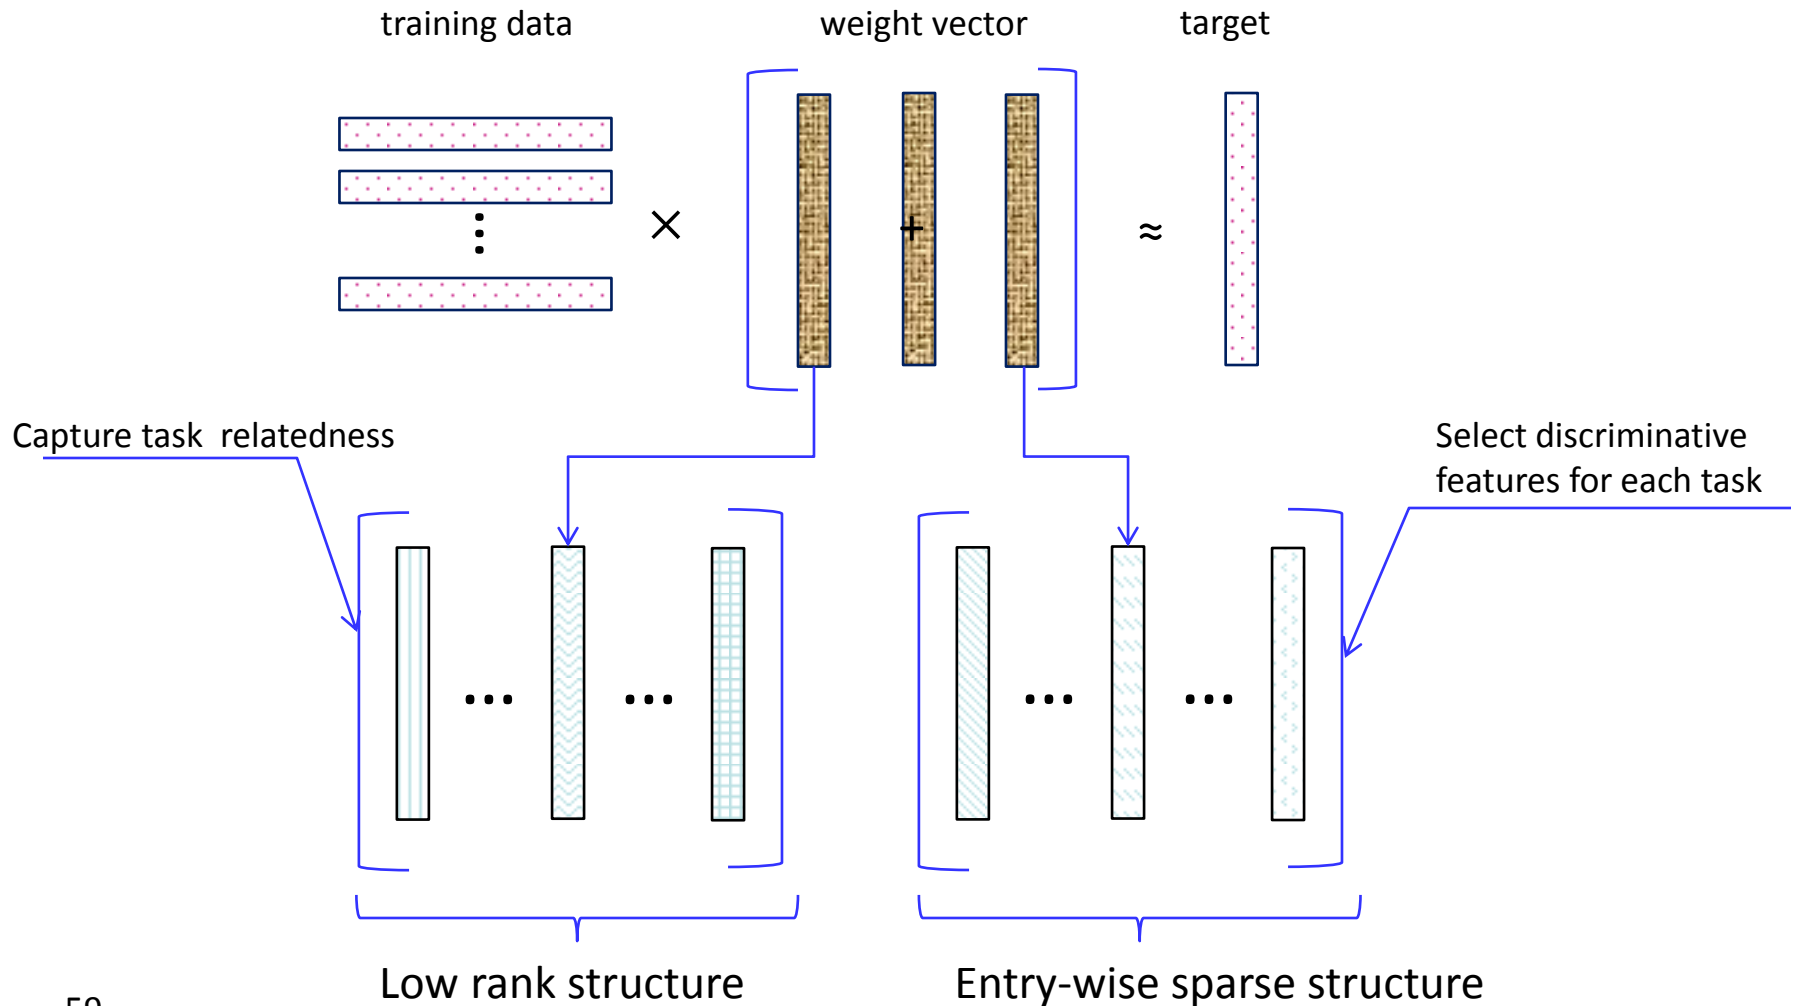 training data
weight vector
target
×
+
≈
Capture task relatedness
Select discriminative
features for each task
Low rank structure
Entry-wise sparse structure